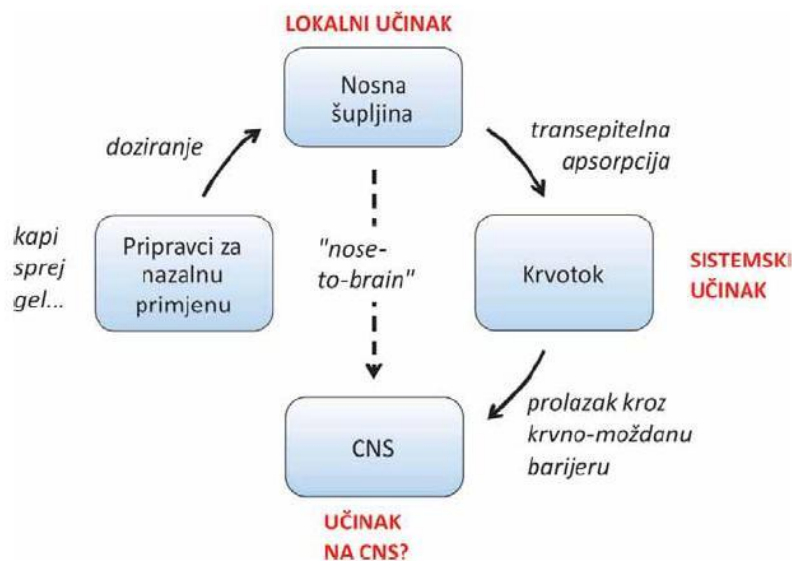 LOKALNI UČINAK
Nosna
šupljina
doziranje
transepitelna
apsorpcija
kapi
sprej
gel...
Pripravci za
nazalnu
primjenu
"nose-
to-brain"
Krvotok
SISTEMSKI
UČINAK
CNS
prolazak kroz
krvno-moždanu
barijeru
UČINAK
NA CNS?